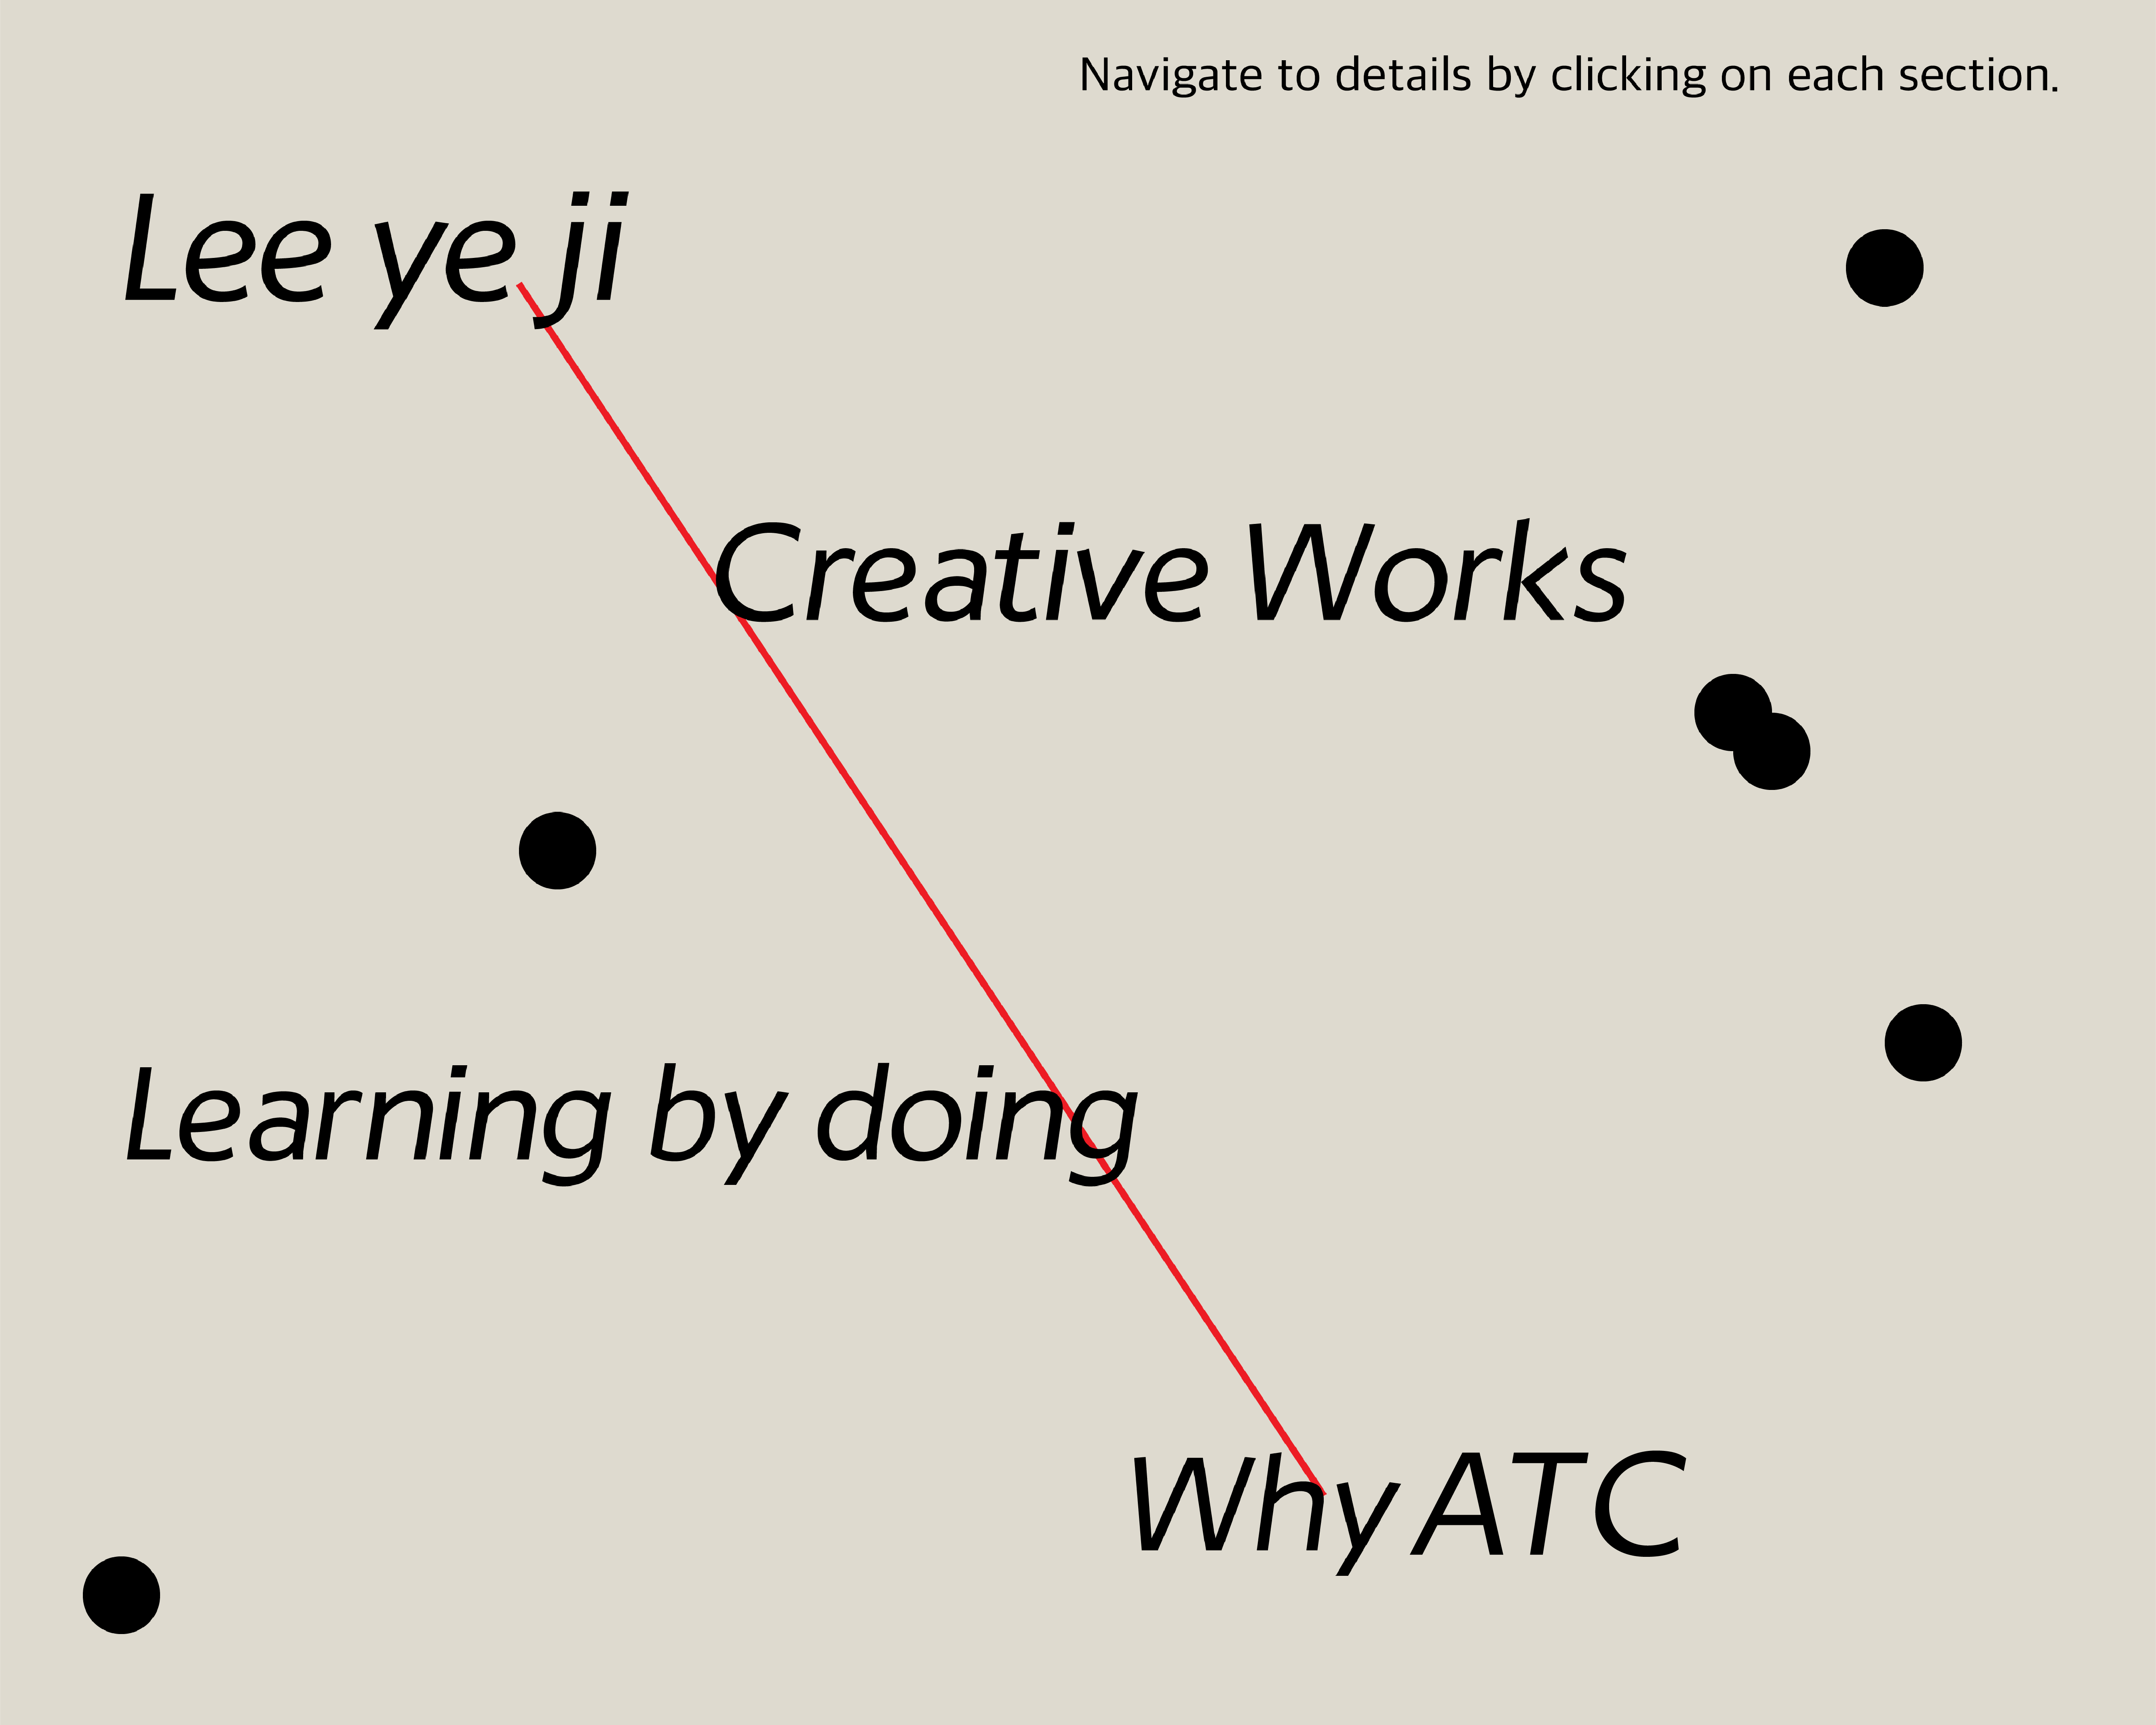 Navigate to details by clicking on each section.
Lee ye ji
Creative Works
Learning by doing
Why ATC